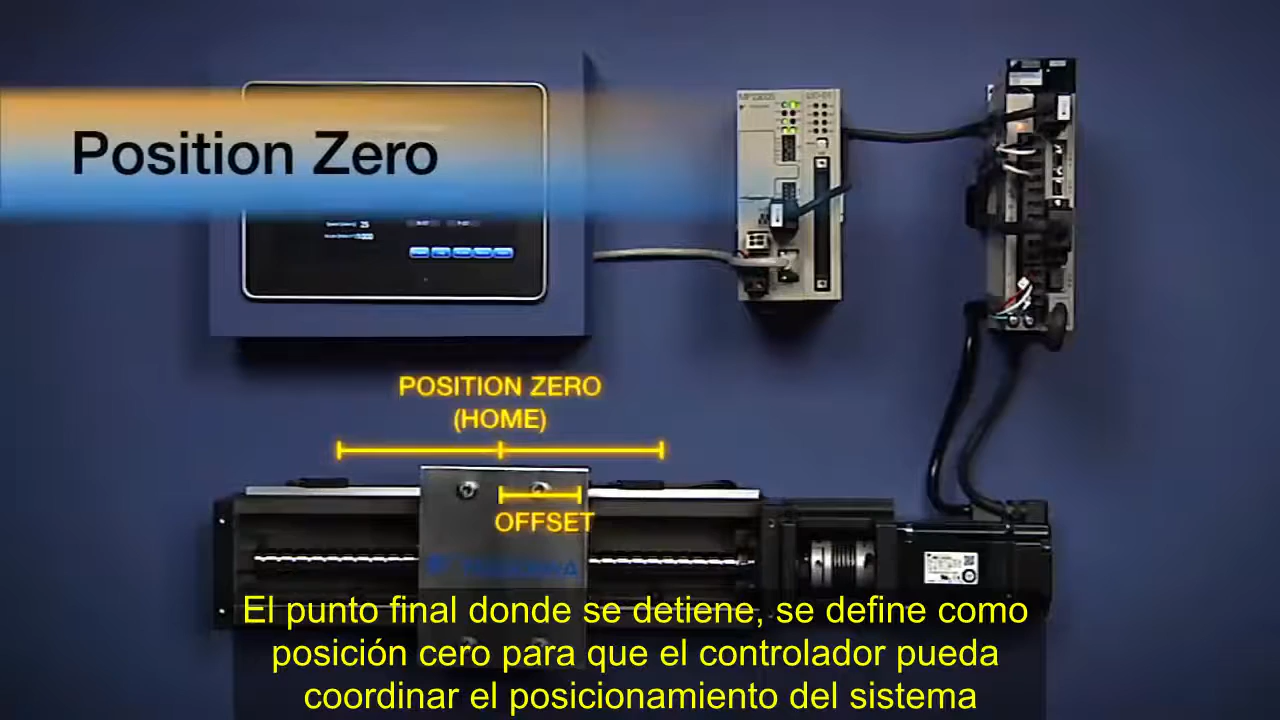 Position Zero
POSITION ZERO
(HOME)
OFFSET
El punto final donde se detiene, se define como
posición cero para que el controlador pueda
coordinar el posicionamiento del sistema